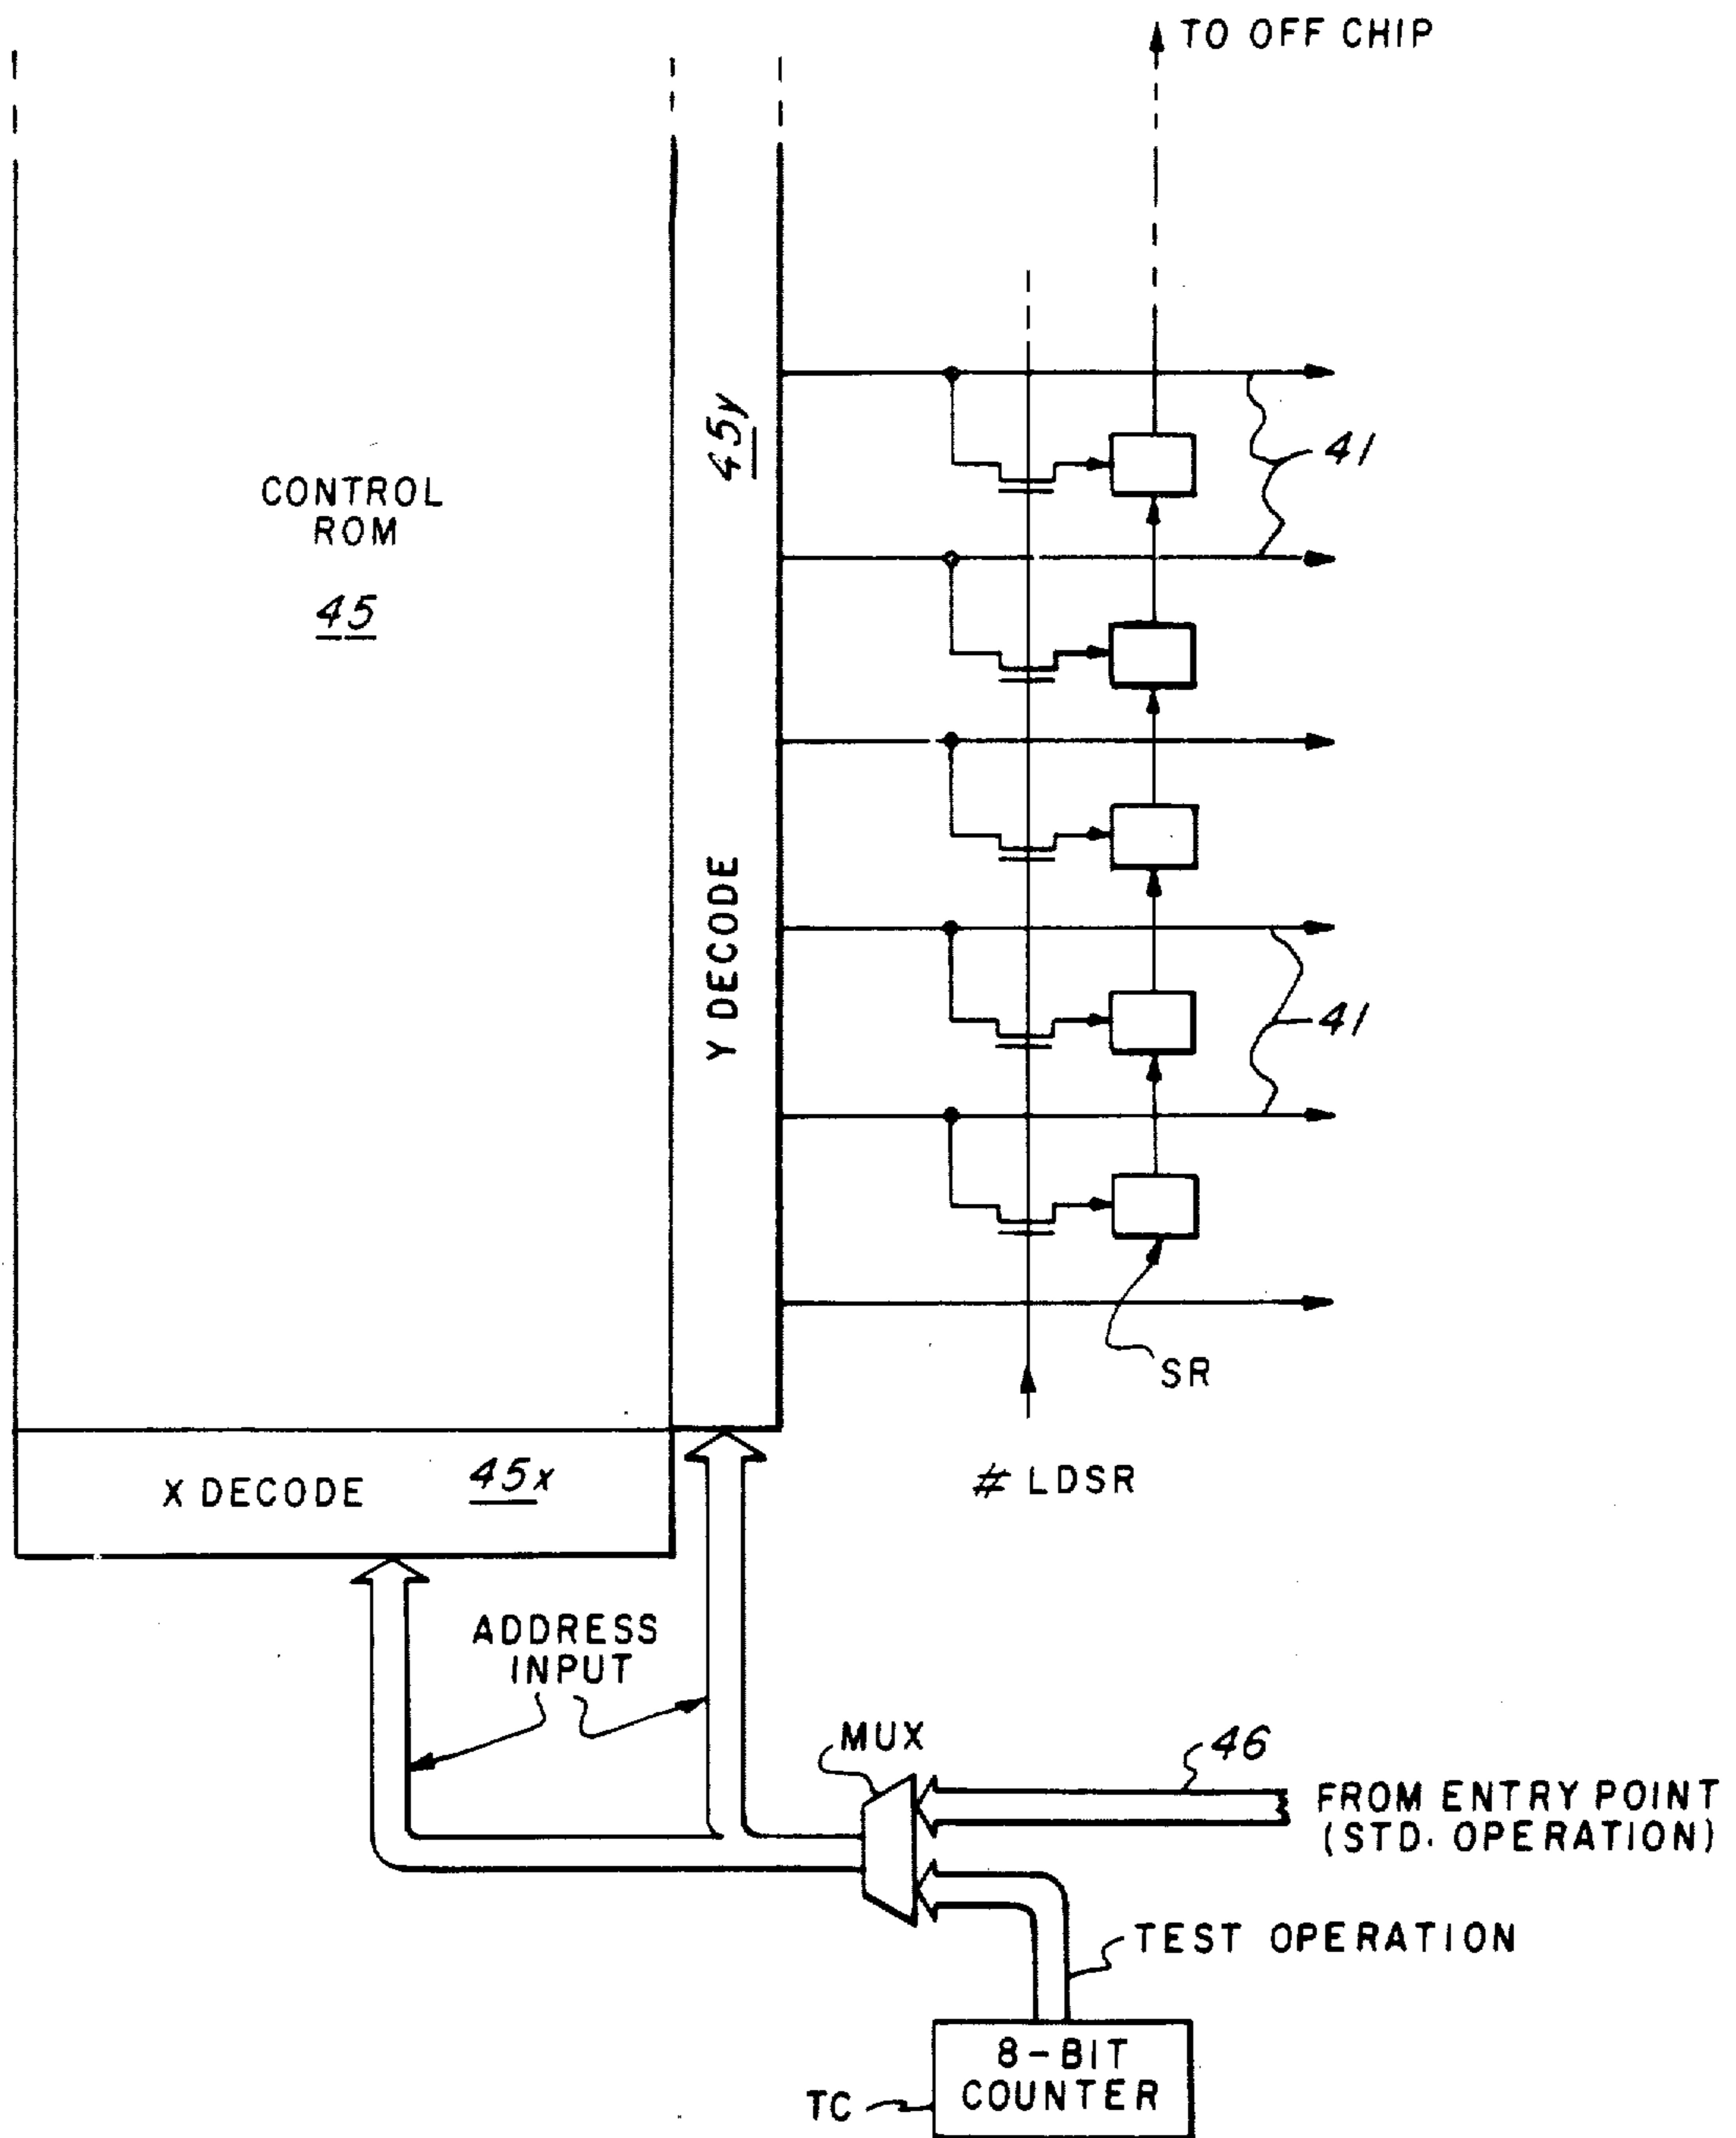 TO OFF CHIP
CONTROL
ROM
45
45y
Y DECODE
41
41
SR
X DECODE 45x
# LDSR
ADDRESS
INPUT
MUX
46
FROM ENTRY POINT
(STD. OPERATION)
TEST OPERATION
8-BIT
COUNTER
TC